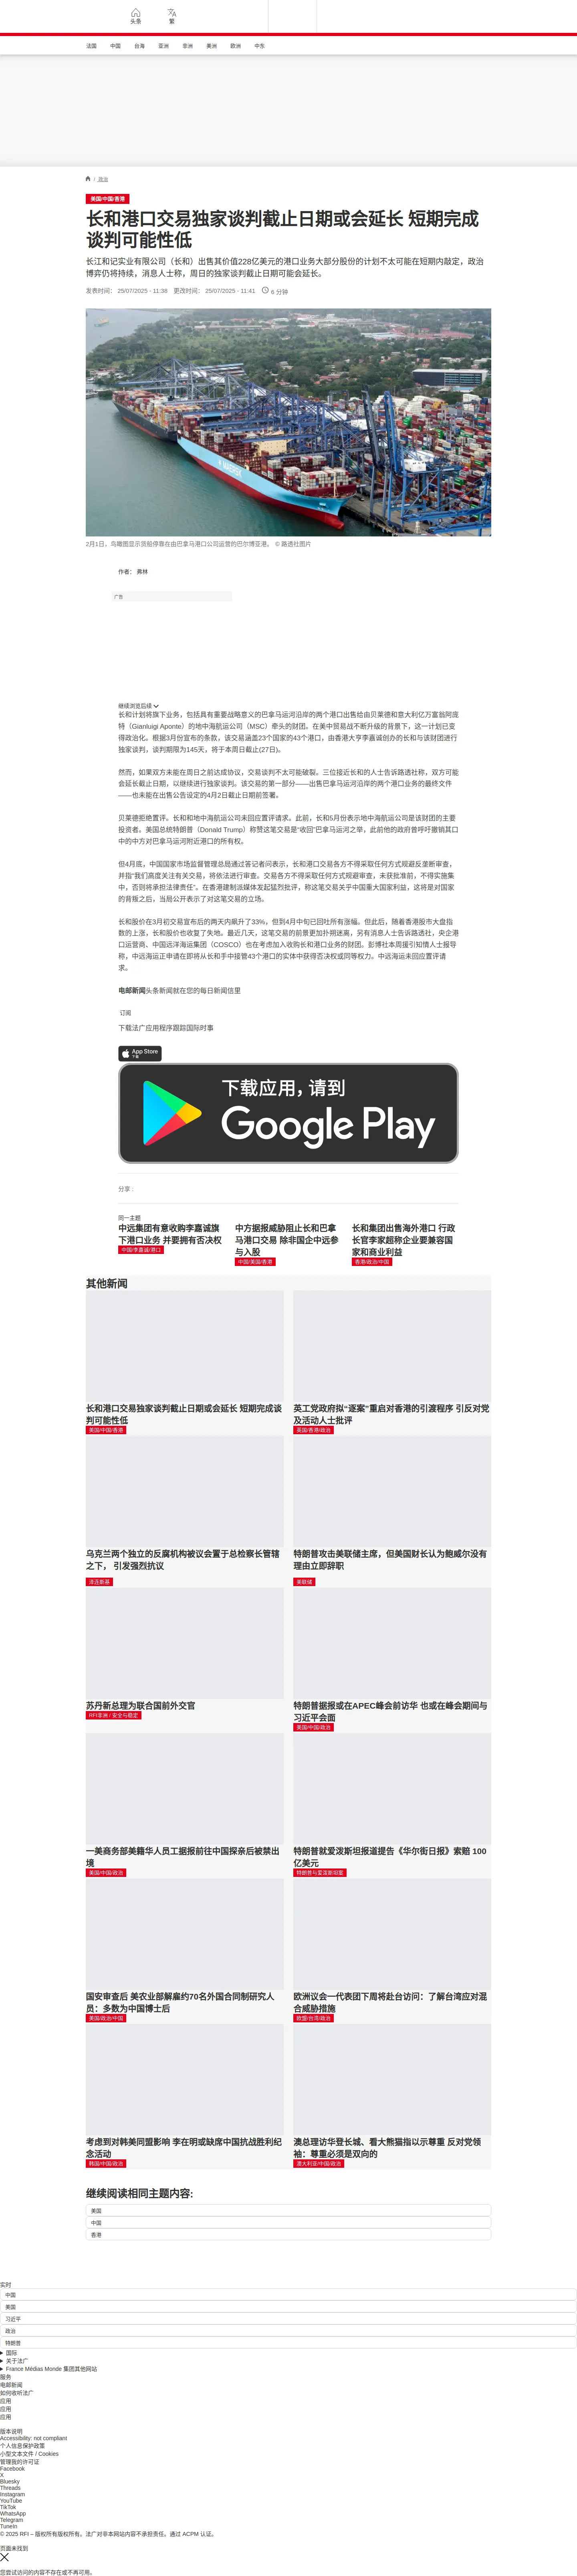 头条
繁
法国
中国
台海
亚洲
非洲
美洲
欧洲
中东
/ 政治
美国/中国/香港
长和港口交易独家谈判截止日期或会延长 短期完成
谈判可能性低
长江和记实业有限公司（长和）出售其价值228亿美元的港口业务大部分股份的计划不太可能在短期内敲定，政治
博弈仍将持续，消息人士称，周日的独家谈判截止日期可能会延长。
发表时间： 25/07/2025 - 11:38 更改时间： 25/07/2025 - 11:41 6 分钟
MAERSK
2月1日，鸟瞰图显示货船停靠在由巴拿马港口公司运营的巴尔博亚港。 © 路透社图片
作者： 弗林
广告
继续浏览后续
长和计划将旗下业务，包括具有重要战略意义的巴拿马运河沿岸的两个港口出售给由贝莱德和意大利亿万富翁阿庞
特（Gianluigi Aponte）的地中海航运公司（MSC）牵头的财团。在美中贸易战不断升级的背景下，这一计划已变
得政治化。根据3月份宣布的条款，该交易涵盖23个国家的43个港口，由香港大亨李嘉诚创办的长和与该财团进行
独家谈判，谈判期限为145天，将于本周日截止(27日)。
然而，如果双方未能在周日之前达成协议，交易谈判不太可能破裂。三位接近长和的人士告诉路透社称，双方可能
会延长截止日期，以继续进行独家谈判。该交易的第一部分——出售巴拿马运河沿岸的两个港口业务的最终文件
——也未能在出售公告设定的4月2日截止日期前签署。
贝莱德拒绝置评。长和和地中海航运公司未回应置评请求。此前，长和5月份表示地中海航运公司是该财团的主要
投资者。美国总统特朗普（Donald Trump）称赞这笔交易是“收回”巴拿马运河之举，此前他的政府曾呼吁撤销其口
中的中方对巴拿马运河附近港口的所有权。
但4月底，中国国家市场监督管理总局通过答记者问表示，长和港口交易各方不得采取任何方式规避反垄断审查，
并指“我们高度关注有关交易，将依法进行审查。交易各方不得采取任何方式规避审查，未获批准前，不得实施集
中，否则将承担法律责任”。在香港建制派媒体发起猛烈批评，称这笔交易关乎中国重大国家利益，这将是对国家
的背叛之后，当局公开表示了对这笔交易的立场。
长和股价在3月初交易宣布后的两天内飙升了33%，但到4月中旬已回吐所有涨幅。但此后，随着香港股市大盘指
数的上涨，长和股价也收复了失地。最近几天，这笔交易的前景更加扑朔迷离，另有消息人士告诉路透社，央企港
口运营商、中国远洋海运集团（COSCO）也在考虑加入收购长和港口业务的财团。彭博社本周援引知情人士报导
称，中远海运正申请在即将从长和手中接管43个港口的实体中获得否决权或同等权力。中远海运未回应置评请
求。
电邮新闻头条新闻就在您的每日新闻信里
订阅
下载法广应用程序跟踪国际时事
App Store
下载
下载应用，请到
Google Play
分享 :
同一主题
中远集团有意收购李嘉诚旗
下港口业务 并要拥有否决权
中国/李嘉诚/港口
中方据报威胁阻止长和巴拿
马港口交易 除非国企中远参
与入股
中国/美国/香港
长和集团出售海外港口 行政
长官李家超称企业要兼容国
家和商业利益
香港/政治/中国
其他新闻
长和港口交易独家谈判截止日期或会延长 短期完成谈
判可能性低
美国/中国/香港
英工党政府拟“逐案”重启对香港的引渡程序 引反对党
及活动人士批评
英国/香港/政治
乌克兰两个独立的反腐机构被议会置于总检察长管辖
之下， 引发强烈抗议
泽连斯基
特朗普攻击美联储主席，但美国财长认为鲍威尔没有
理由立即辞职
美联储
苏丹新总理为联合国前外交官
RFI非洲 / 安全与稳定
特朗普据报或在APEC峰会前访华 也或在峰会期间与
习近平会面
美国/中国/政治
一美商务部美籍华人员工据报前往中国探亲后被禁出
境
美国/中国/政治
特朗普就爱泼斯坦报道提告《华尔街日报》索赔 100
亿美元
特朗普与爱泼斯坦案
国安审查后 美农业部解雇约70名外国合同制研究人
员：多数为中国博士后
美国/政治/中国
欧洲议会一代表团下周将赴台访问：了解台湾应对混
合威胁措施
欧盟/台湾/政治
考虑到对韩美同盟影响 李在明或缺席中国抗战胜利纪
念活动
韩国/中国/政治
澳总理访华登长城、看大熊猫指以示尊重 反对党领
袖：尊重必须是双向的
澳大利亚/中国/政治
继续阅读相同主题内容:
美国
中国
香港
实时
中国
美国
习近平
政治
特朗普
国际
关于法广
France Médias Monde 集团其他网站
服务
电邮新闻
如何收听法广
应用
应用
应用
版本说明
Accessibility: not compliant
个人信息保护政策
小型文本文件 / Cookies
管理我的许可证
Facebook
X
Bluesky
Threads
Instagram
YouTube
TikTok
WhatsApp
Telegram
TuneIn
© 2025 RFI – 版权所有版权所有。法广对非本网站内容不承担责任。通过 ACPM 认证。
页面未找到
您尝试访问的内容不存在或不再可用。